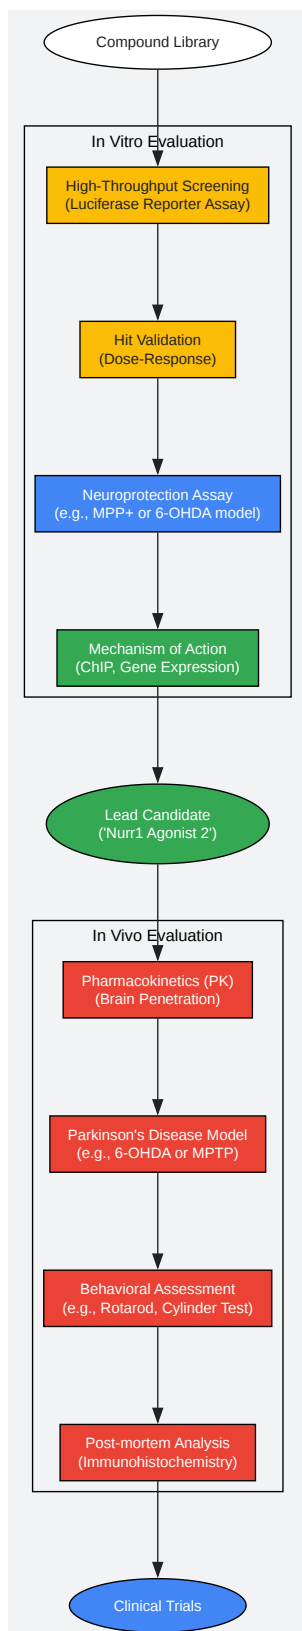 Compound Library
In Vitro Evaluation
High-Throughput Screening
(Luciferase Reporter Assay)
Hit Validation
(Dose-Response)
Neuroprotection Assay
(e.g., MPP+ or 6-OHDA model)
Mechanism of Action
(ChIP, Gene Expression)
Lead Candidate
('Nurr1 Agonist 2')
In Vivo Evaluation
Pharmacokinetics (PK)
(Brain Penetration)
Parkinson's Disease Model
(e.g., 6-OHDA or MPTP)
Behavioral Assessment
(e.g., Rotarod, Cylinder Test)
Post-mortem Analysis
(Immunohistochemistry)
Clinical Trials